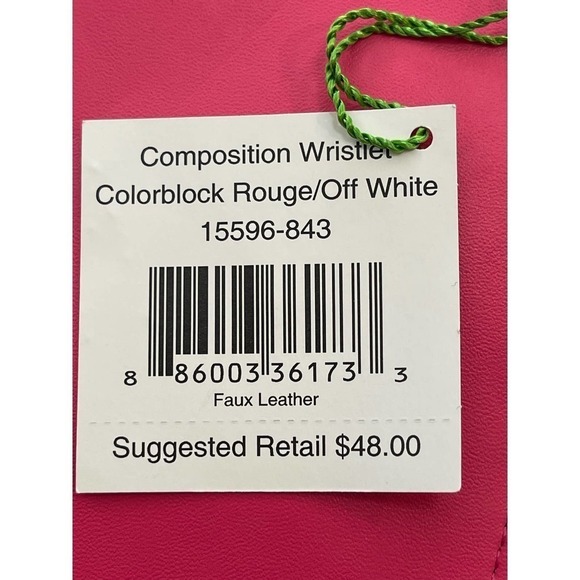 Composition Wristlet
Colorblock Rouge/Off White
15596-843
8 86003 36173 3
Faux Leather
Suggested Retail $48.00